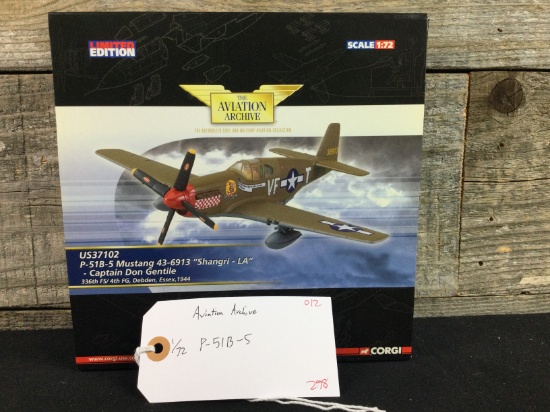 LIMITED
EDITION
SCALE 1:72
THE
AVIATION
ARCHIVE
US37102
P-51B-5 Mustang 43-6913 "Shangri - LA"
- Captain Don Gentile
336th FS/ 4th FG, Debden, Essex, 1944
VF T
Aviation Archive
012
1/72 P-51B-5
298
CORGI